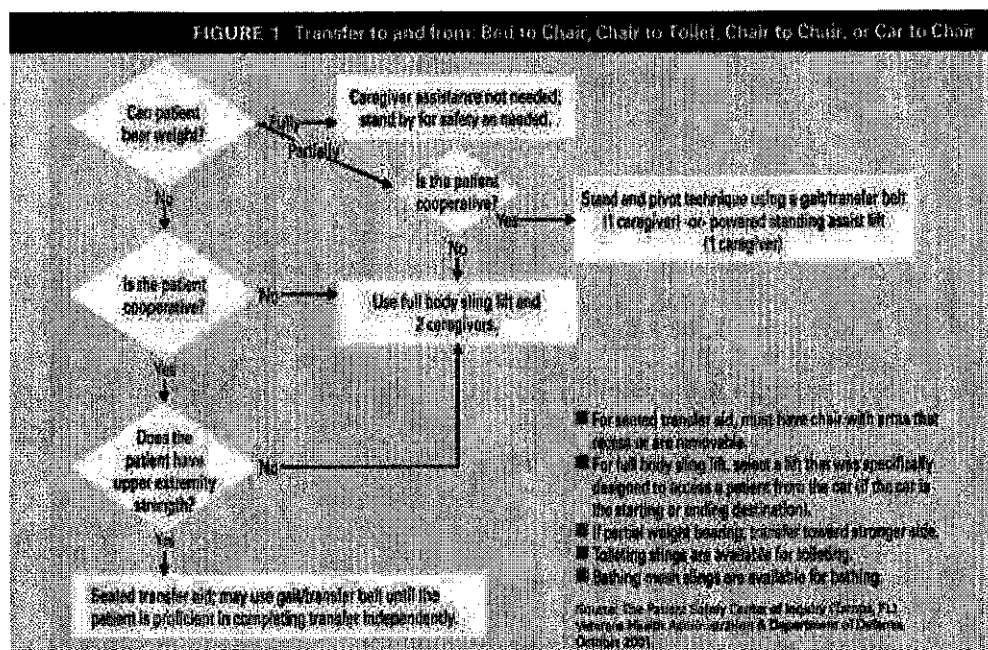 FIGURE 1 Transfer to and from: Bed to Chair, Chair to Toilet, Chair to Chair, or Car to Chair
Can patient
bear weight?
Fully
Caregiver assistance not needed;
stand by for safety as needed.
Partially
Is the patient
cooperative?
Yes
Stand and pivot technique using a gait/transfer belt
(1 caregiver) -or- powered standing assist lift
(1 caregiver)
No
No
Is the patient
cooperative?
No
Use full body sling lift and
2 caregivers.
Yes
Does the
patient have
upper extremity
strength?
No
Yes
Seated transfer aid; may use gait/transfer belt until the
patient is proficient in completing transfer independently.
■ For seated transfer aid, must have chair with arms that
recess or are removable.
■ For full body sling lift, select a lift that was specifically
designed to access a patient from the car (if the car is
the starting or ending destination).
■ If partial weight bearing, transfer toward stronger side.
■ Toileting slings are available for toileting.
■ Bathing mesh slings are available for bathing.
Source: The Patient Safety Center of Inquiry (Tampa, FL)
Veterans Health Administration & Department of Defense,
October 2001